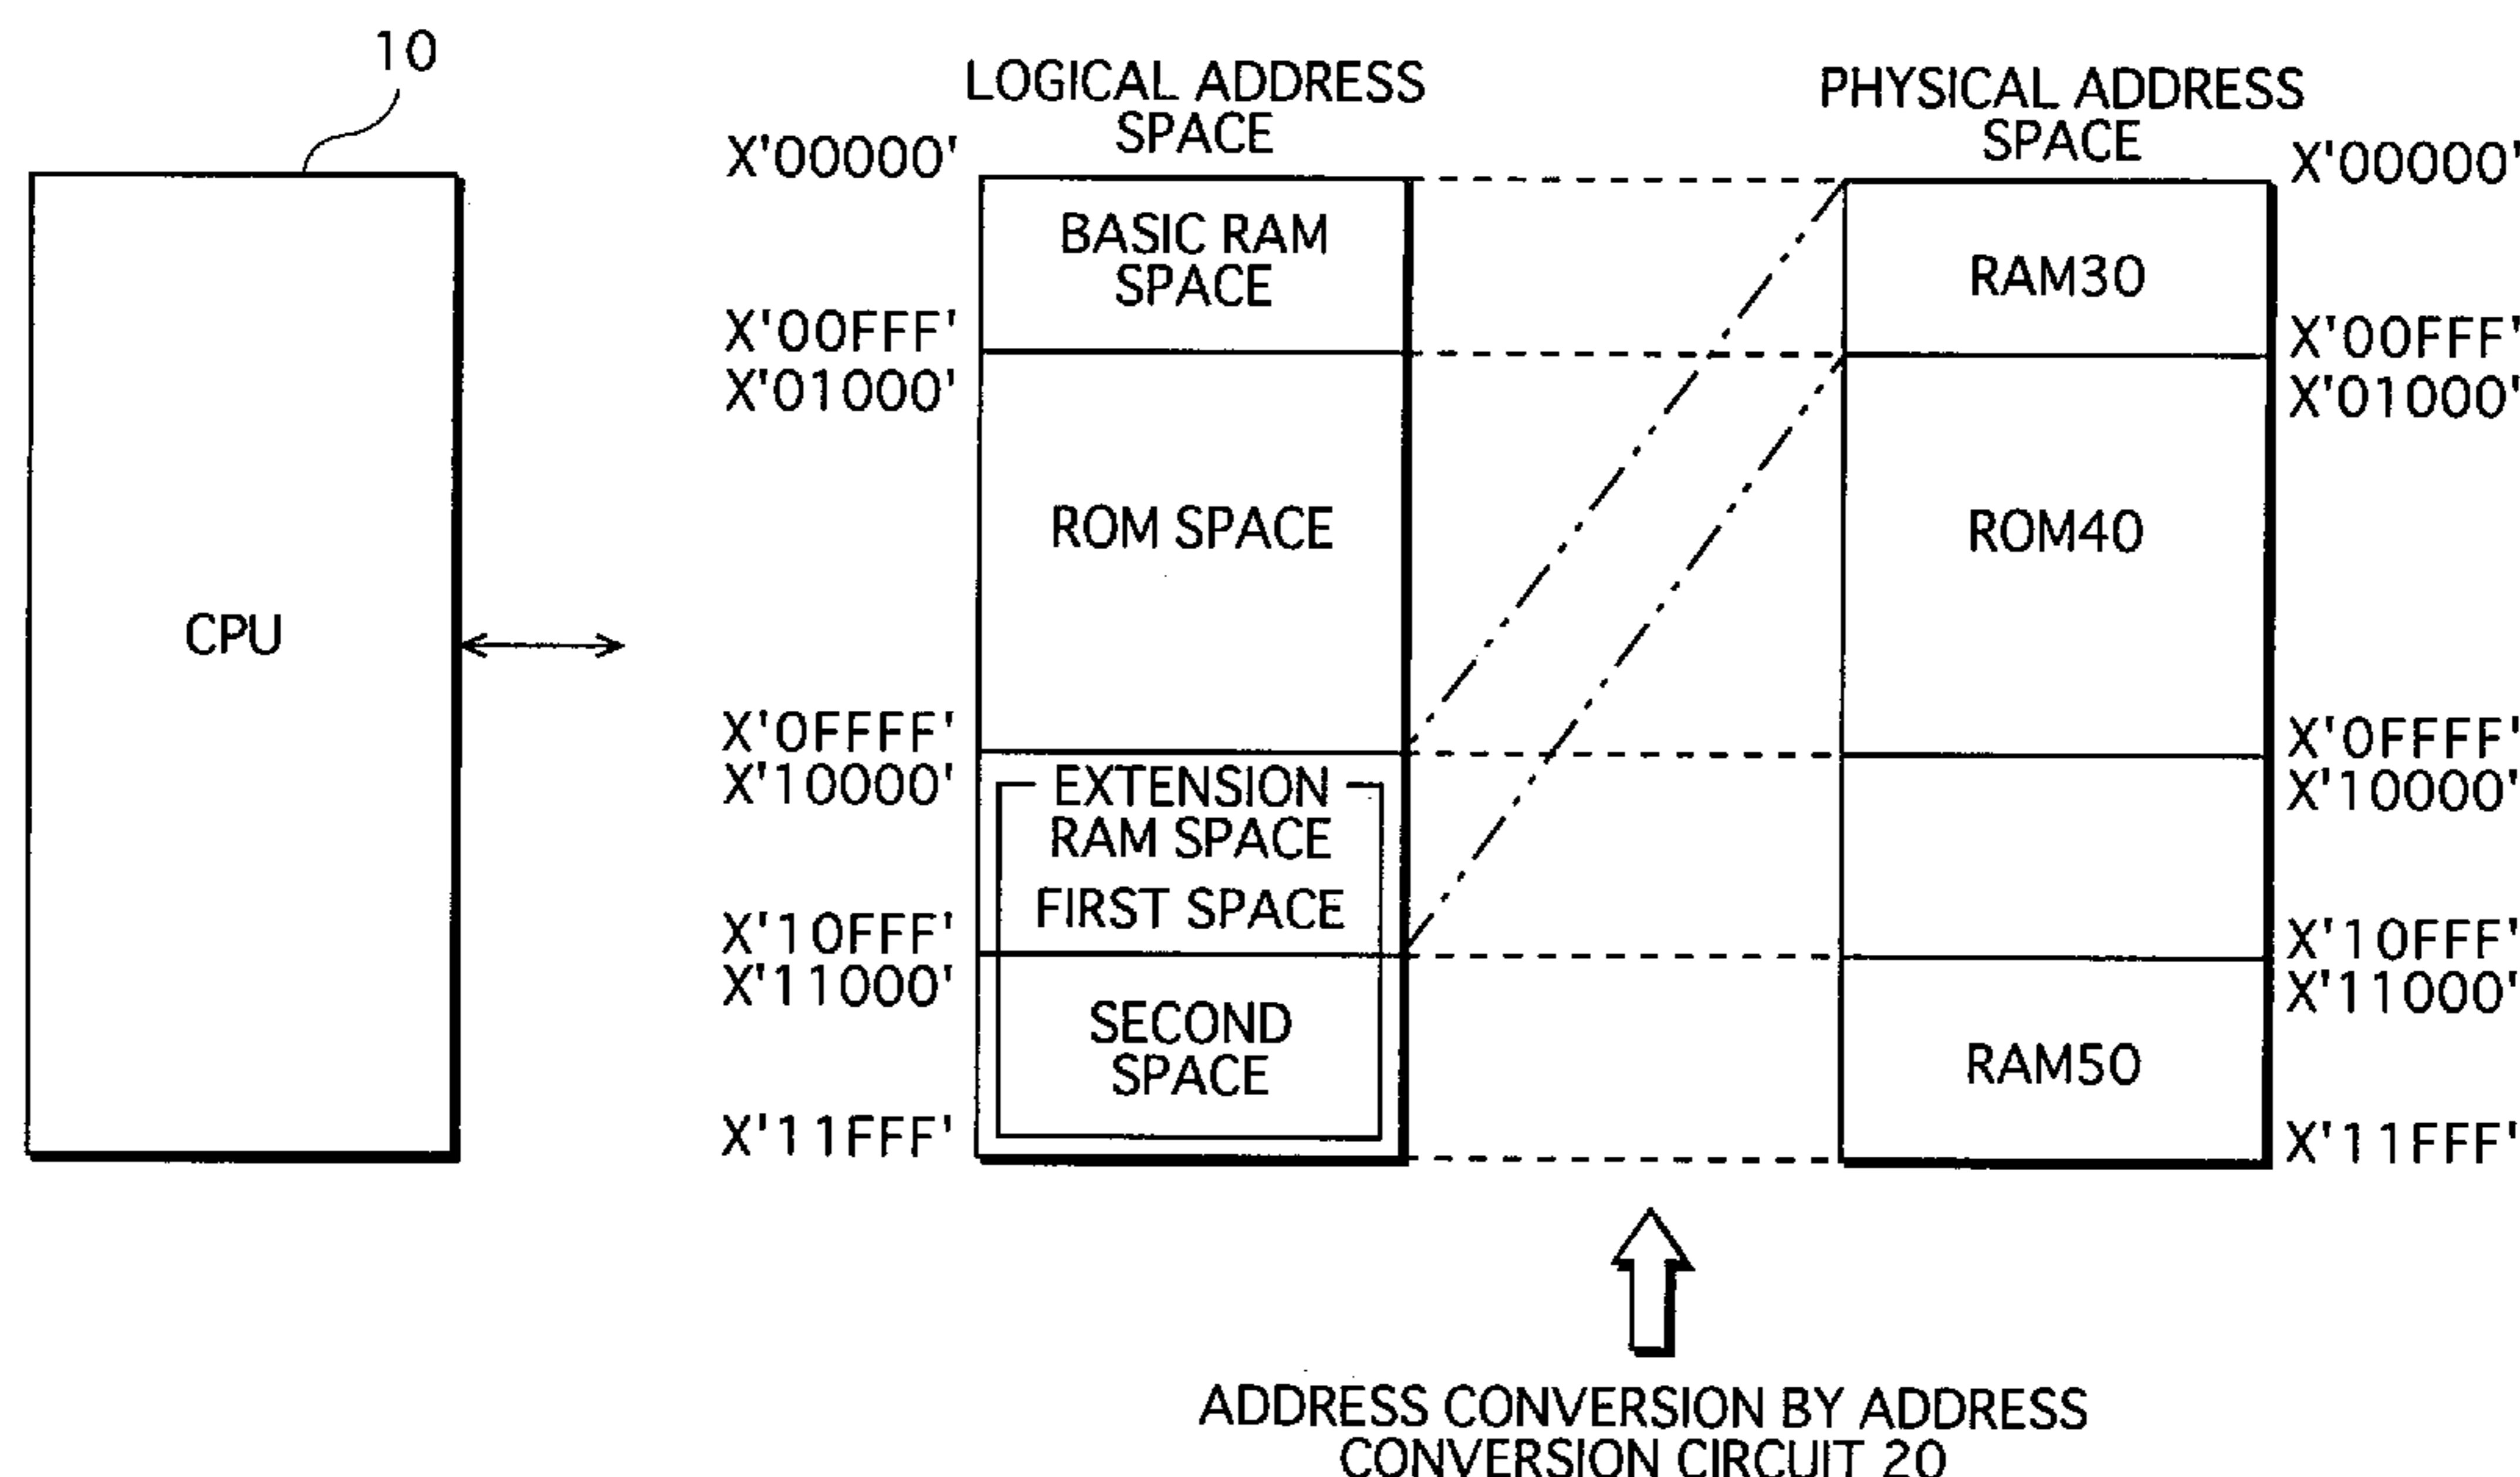 10
CPU
LOGICAL ADDRESS
SPACE
X'00000'
BASIC RAM
SPACE
X'00FFF'
X'01000'
ROM SPACE
X'0FFFF'
X'10000'
EXTENSION
RAM SPACE
FIRST SPACE
X'10FFF'
X'11000'
SECOND
SPACE
X'11FFF'
PHYSICAL ADDRESS
SPACE
X'00000'
RAM30
X'00FFF'
X'01000'
ROM40
X'0FFFF'
X'10000'
X'10FFF'
X'11000'
RAM50
X'11FFF'
ADDRESS CONVERSION BY ADDRESS
CONVERSION CIRCUIT 20